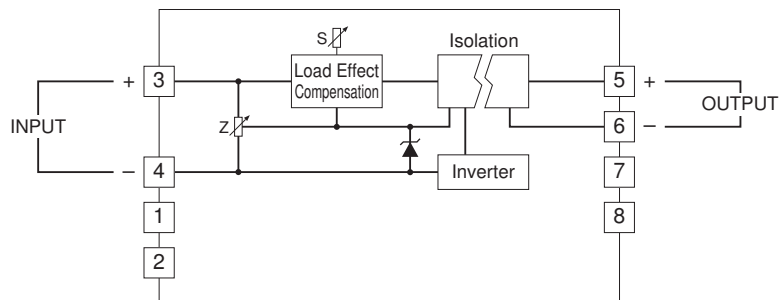 S
Isolation
+ 3 Load Effect 5 +
Compensation
INPUT Z 6 − OUTPUT
− 4 Inverter 7
1 8
2